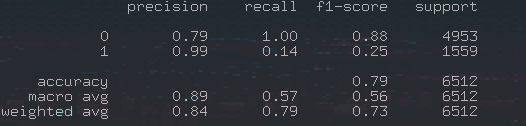 precision recall f1-score support
0 0.79 1.00 0.88 4953
1 0.99 0.14 0.25 1559
accuracy 0.79 6512
macro avg 0.89 0.57 0.56 6512
weighted avg 0.84 0.79 0.73 6512